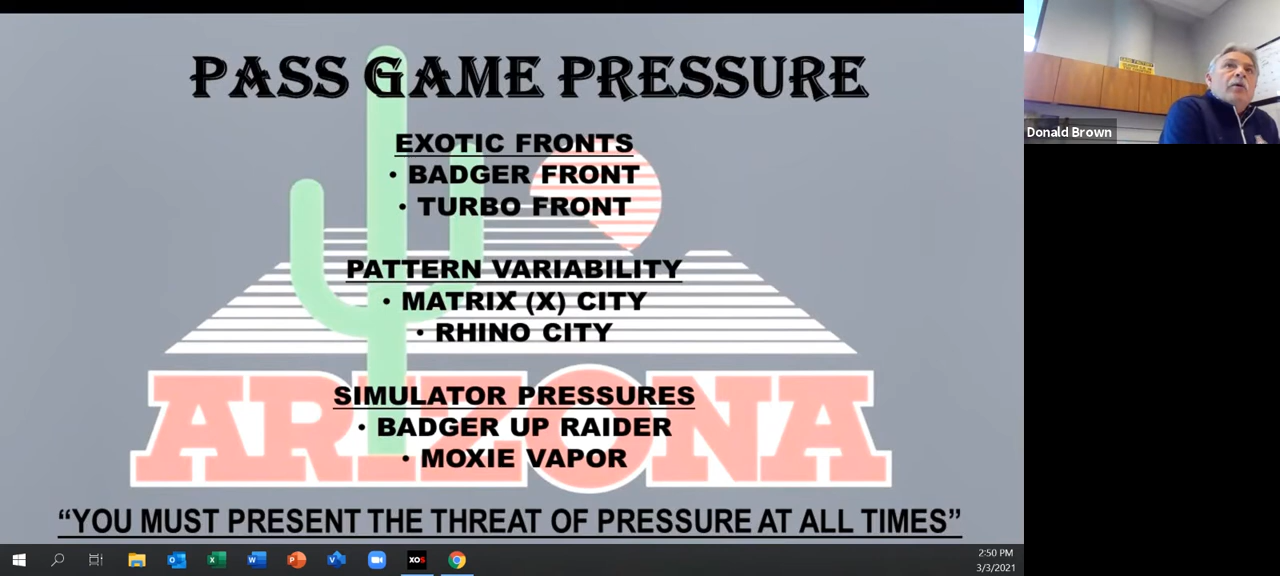 PASS GAME PRESSURE
EXOTIC FRONTS
• BADGER FRONT
• TURBO FRONT
PATTERN VARIABILITY
• MATRIX (X) CITY
• RHINO CITY
SIMULATOR PRESSURES
• BADGER UP RAIDER
• MOXIE VAPOR
ARIZONA
“YOU MUST PRESENT THE THREAT OF PRESSURE AT ALL TIMES”
Donald Brown
XOS
2:50 PM
3/3/2021